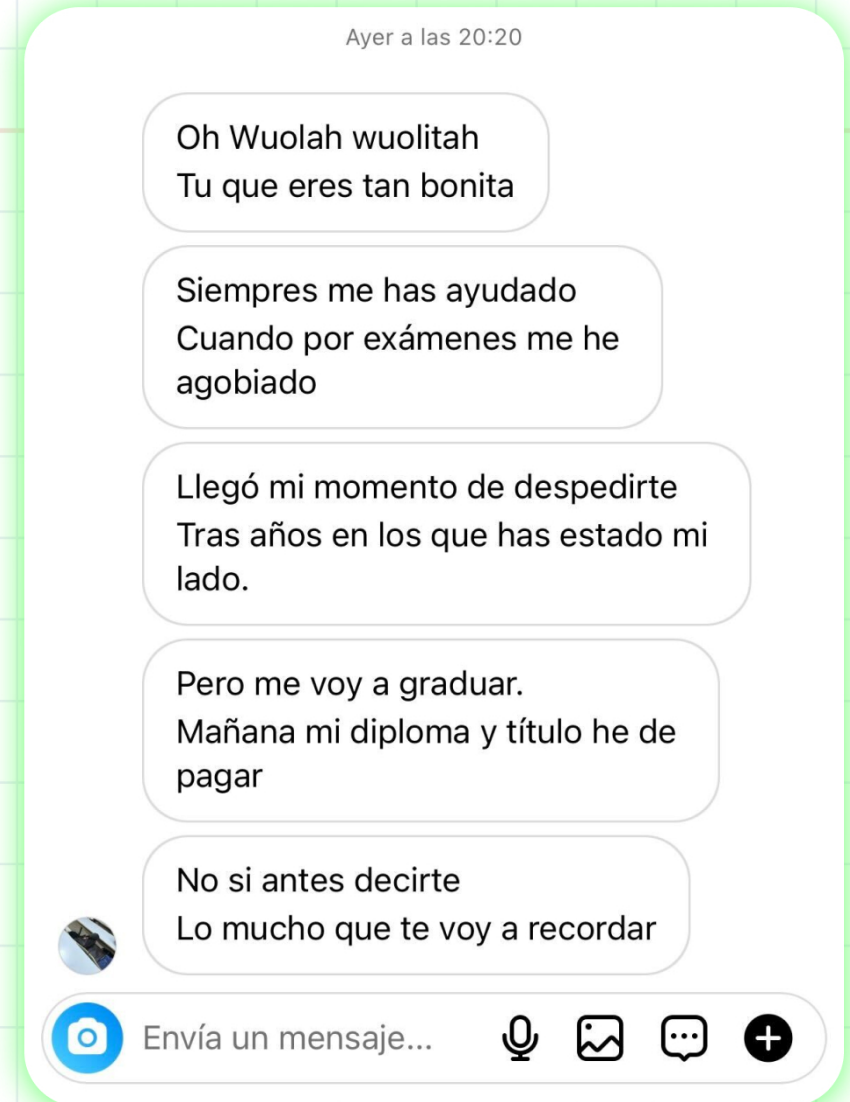 Ayer a las 20:20
Oh Wuolah wuolitah
Tu que eres tan bonita
Siempres me has ayudado
Cuando por exámenes me he
agobiado
Llegó mi momento de despedirte
Tras años en los que has estado mi
lado.
Pero me voy a graduar.
Mañana mi diploma y título he de
pagar
No si antes decirte
Lo mucho que te voy a recordar
Envía un mensaje...